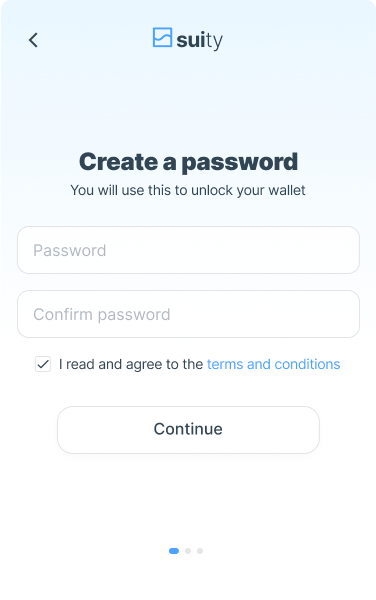 suity
Create a password
You will use this to unlock your wallet
Password
Confirm password
I read and agree to the terms and conditions
Continue